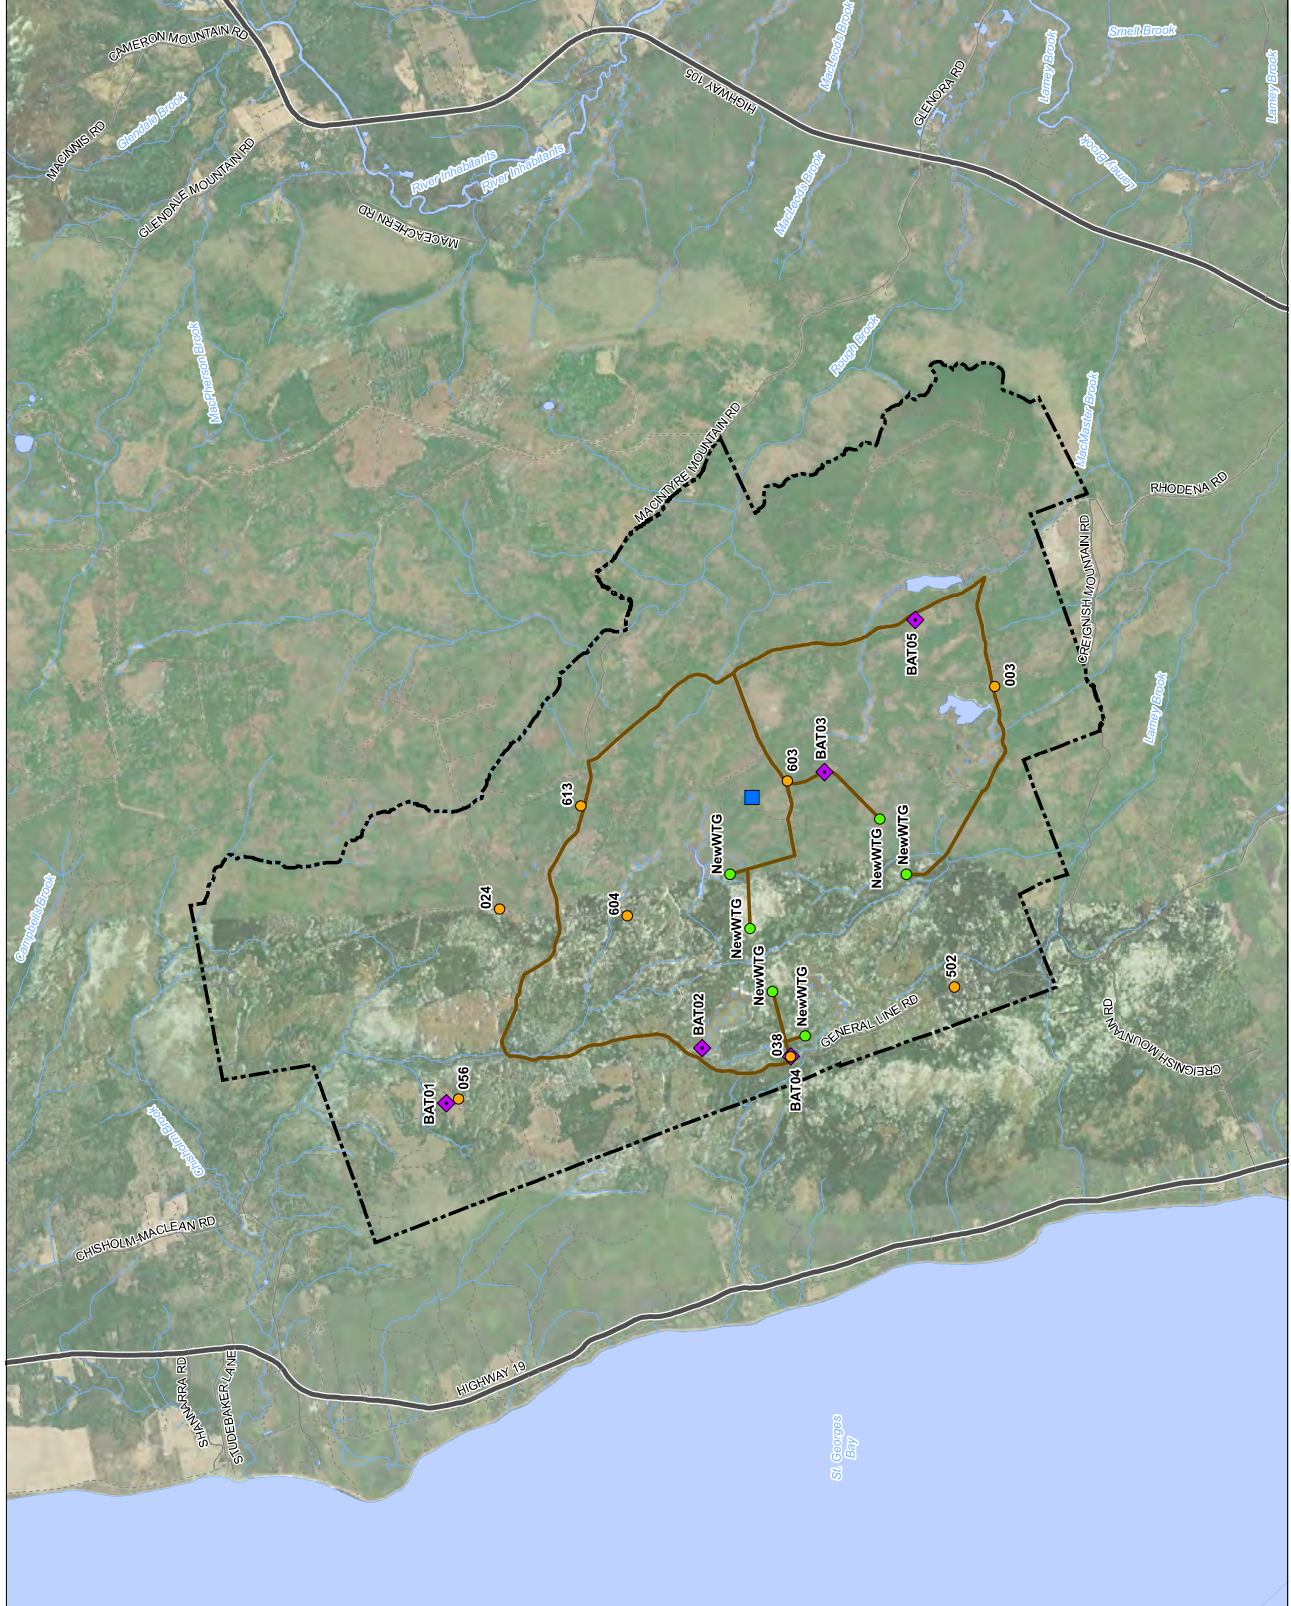 CAMERON MOUNTAIN RD
MACINNIS RD
Glendale Brook
GLENDALE MOUNTAIN RD
River Inhabitants
River Inhabitants
MACEACHERN RD
HIGHWAY 105
MacLeods Brook
MacLeods Brook
GLENORA RD
Lamey Brook
Smelt Brook
Lamey Brook
Lamey Brook
MacPherson Brook
Rough Brook
MACINTYRE MOUNTAIN RD
MacMaster Brook
RHODENA RD
CREIGNISH MOUNTAIN RD
Lamey Brook
BAT05
003
BAT03
603
613
NewWTG
NewWTG
NewWTG
024
604
NewWTG
NewWTG
NewWTG
502
GENERAL LINE RD
BAT02
038
BAT04
BAT01
056
Campbells Brook
Chisholm Brook
CREIGNISH MOUNTAIN RD
CHISHOLM-MACLEAN RD
HIGHWAY 19
SHANNARRA RD
STUDEBAKER LANE
St. Georges
Bay